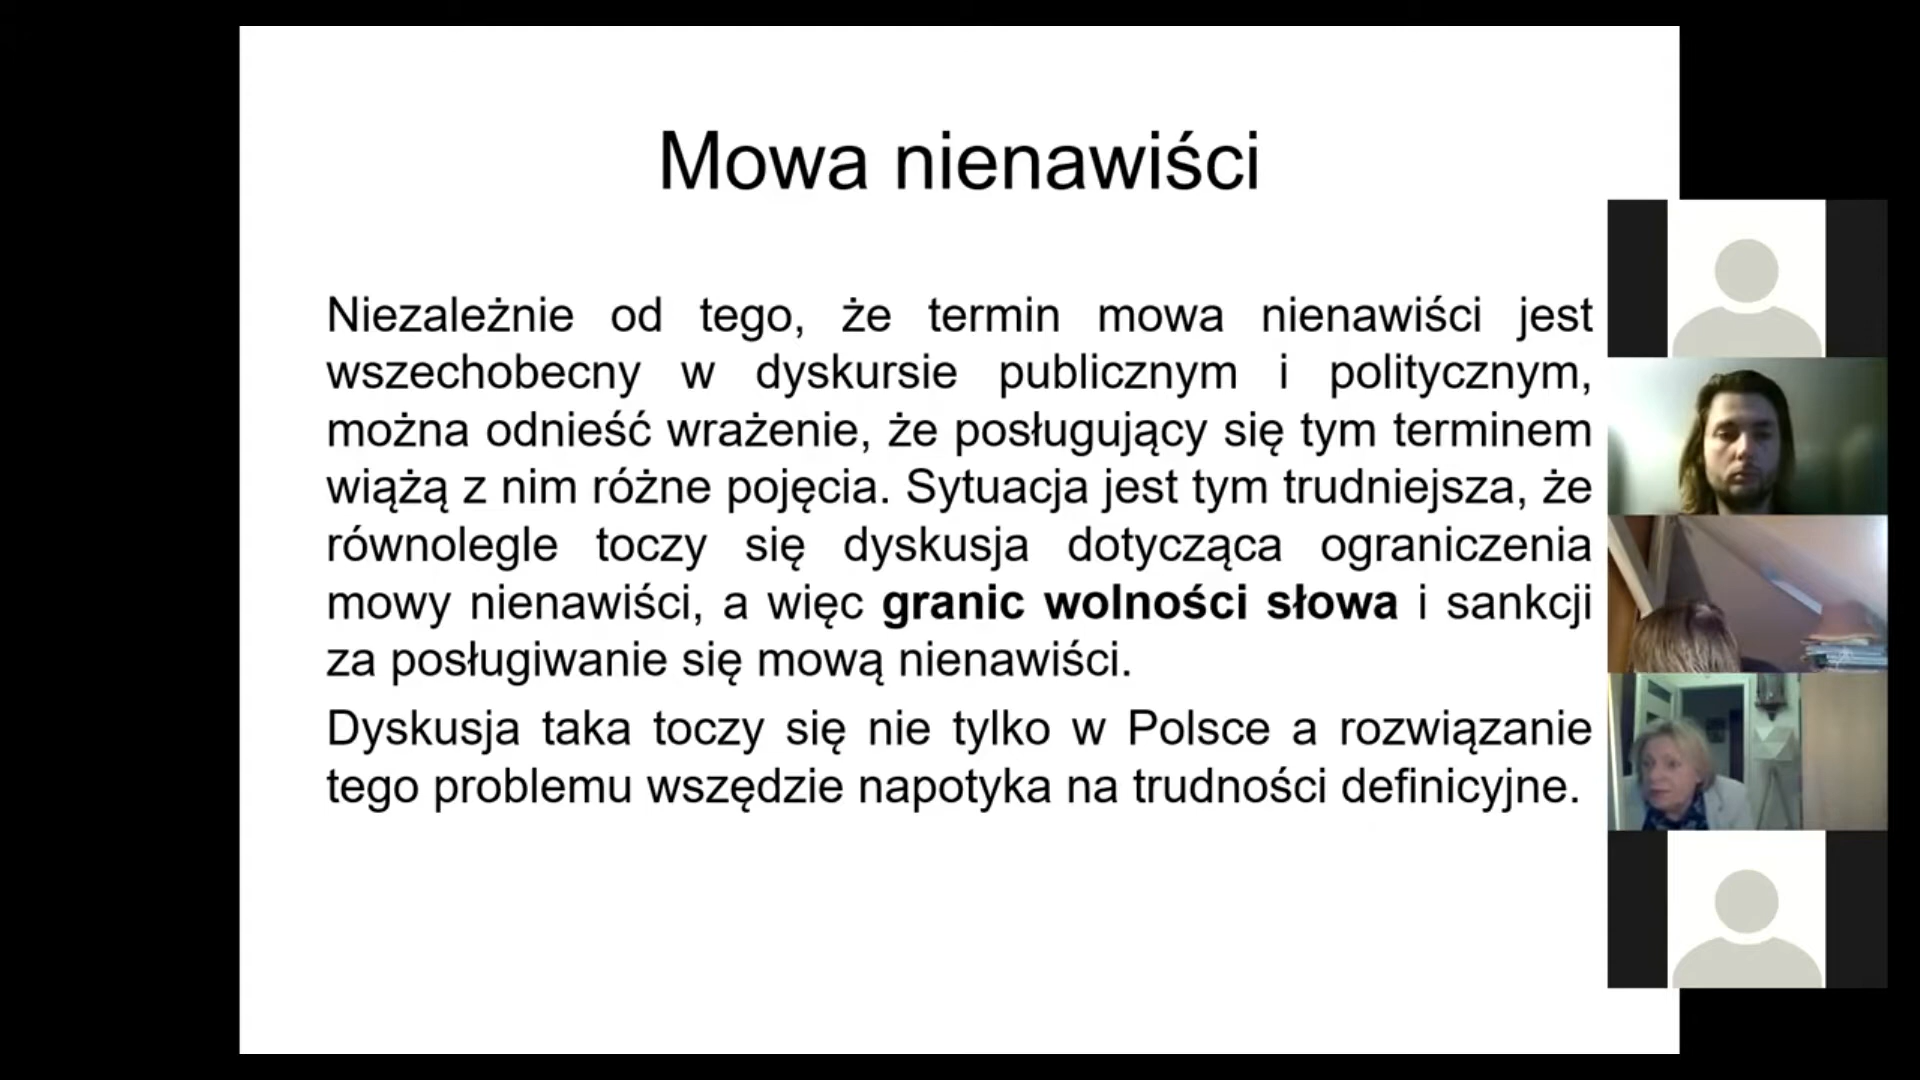 Mowa nienawiści
Niezależnie od tego, że termin mowa nienawiści jest
wszechobecny w dyskursie publicznym i politycznym,
można odnieść wrażenie, że posługujący się tym terminem
wiążą z nim różne pojęcia. Sytuacja jest tym trudniejsza, że
równolegle toczy się dyskusja dotycząca ograniczenia
mowy nienawiści, a więc granic wolności słowa i sankcji
za posługiwanie się mową nienawiści.
Dyskusja taka toczy się nie tylko w Polsce a rozwiązanie
tego problemu wszędzie napotyka na trudności definicyjne.